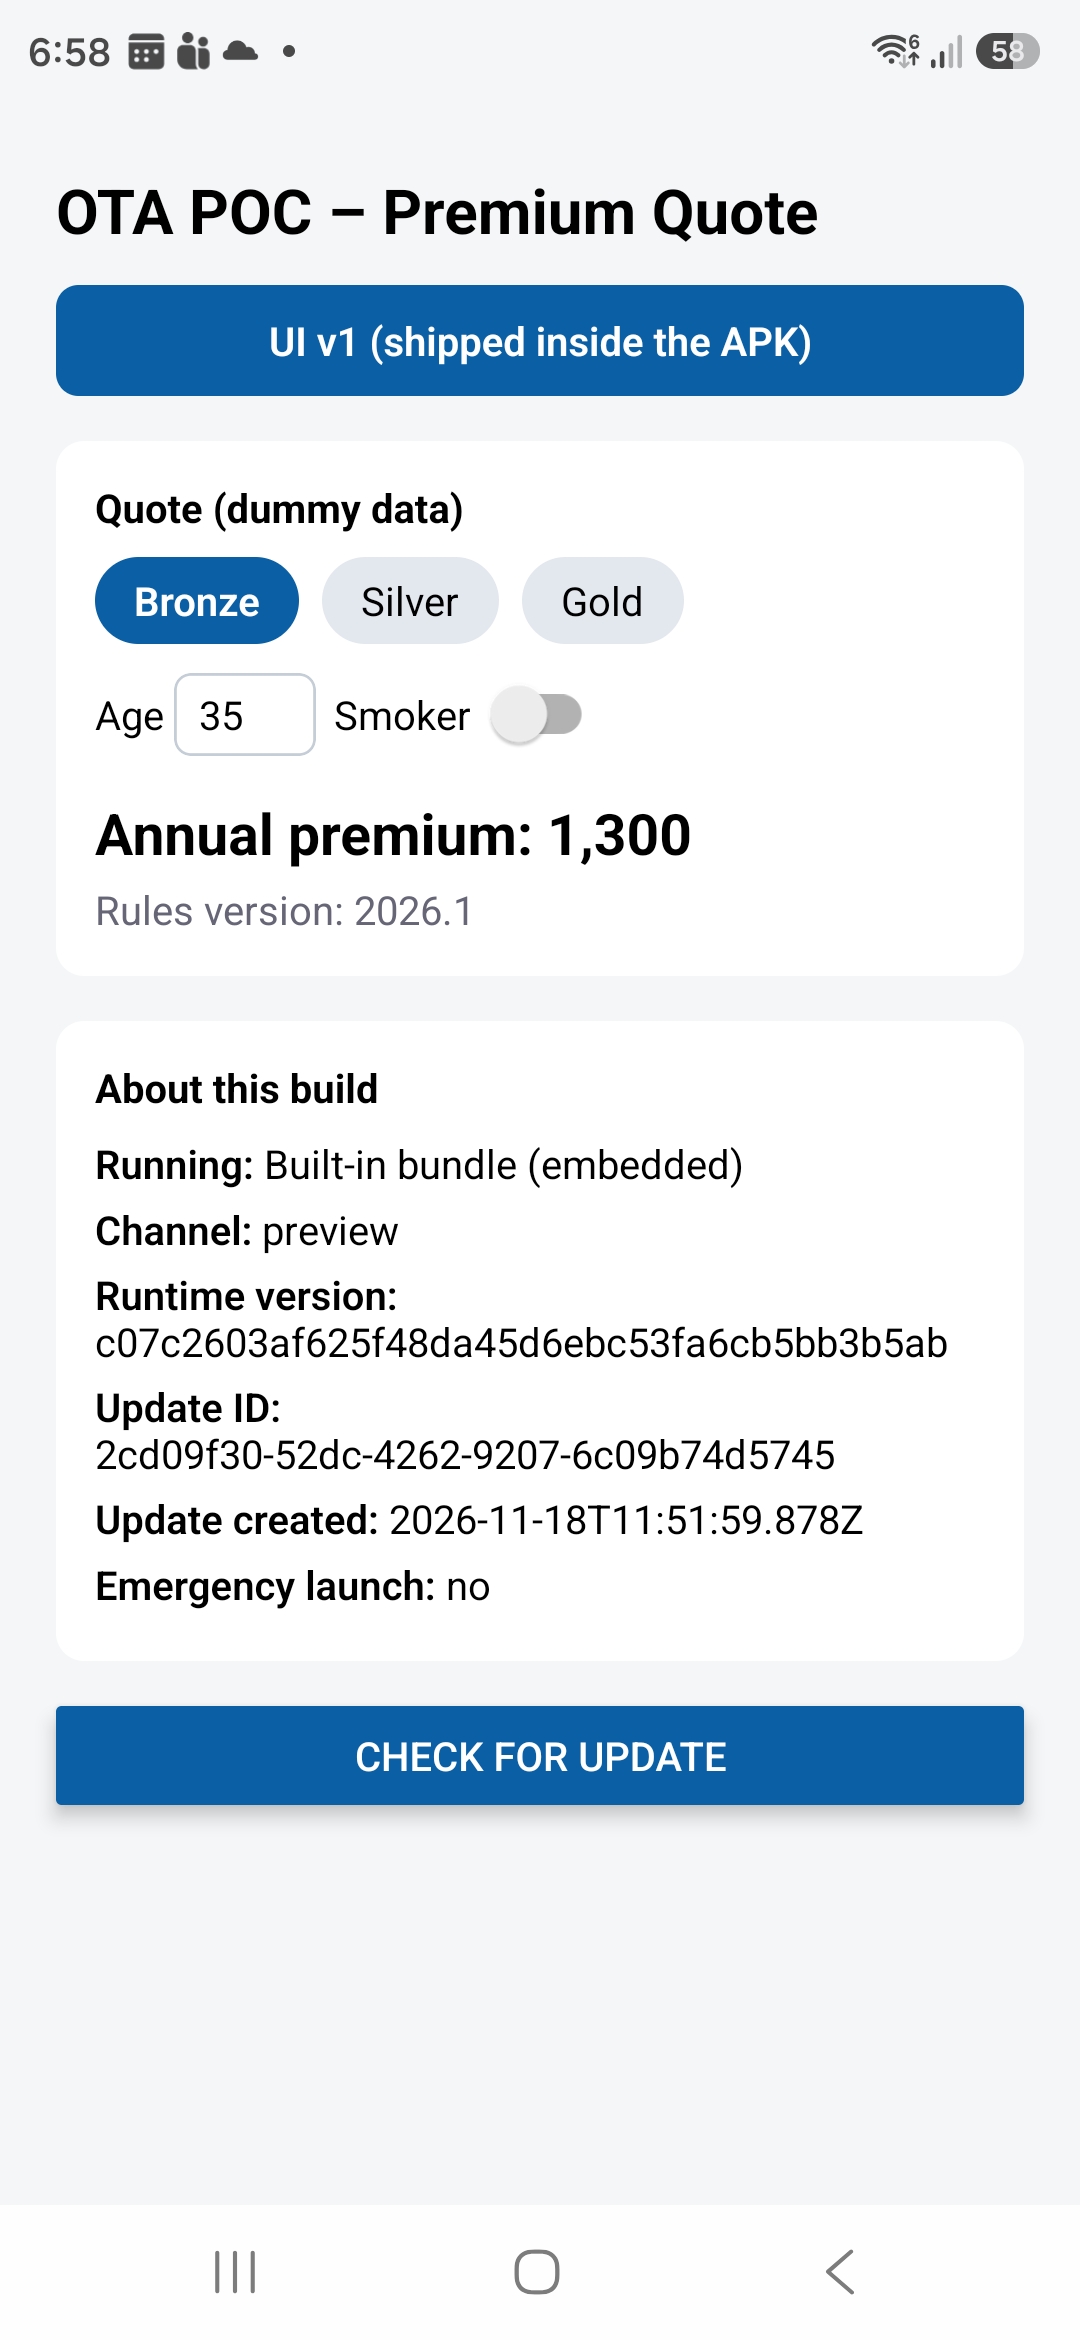 6:58
6
58
OTA POC – Premium Quote
UI v1 (shipped inside the APK)
Quote (dummy data)
Bronze Silver Gold
Age 35 Smoker
Annual premium: 1,300
Rules version: 2026.1
About this build
Running: Built-in bundle (embedded)
Channel: preview
Runtime version:
c07c2603af625f48da45d6ebc53fa6cb5bb3b5ab
Update ID:
2cd09f30-52dc-4262-9207-6c09b74d5745
Update created: 2026-11-18T11:51:59.878Z
Emergency launch: no
CHECK FOR UPDATE